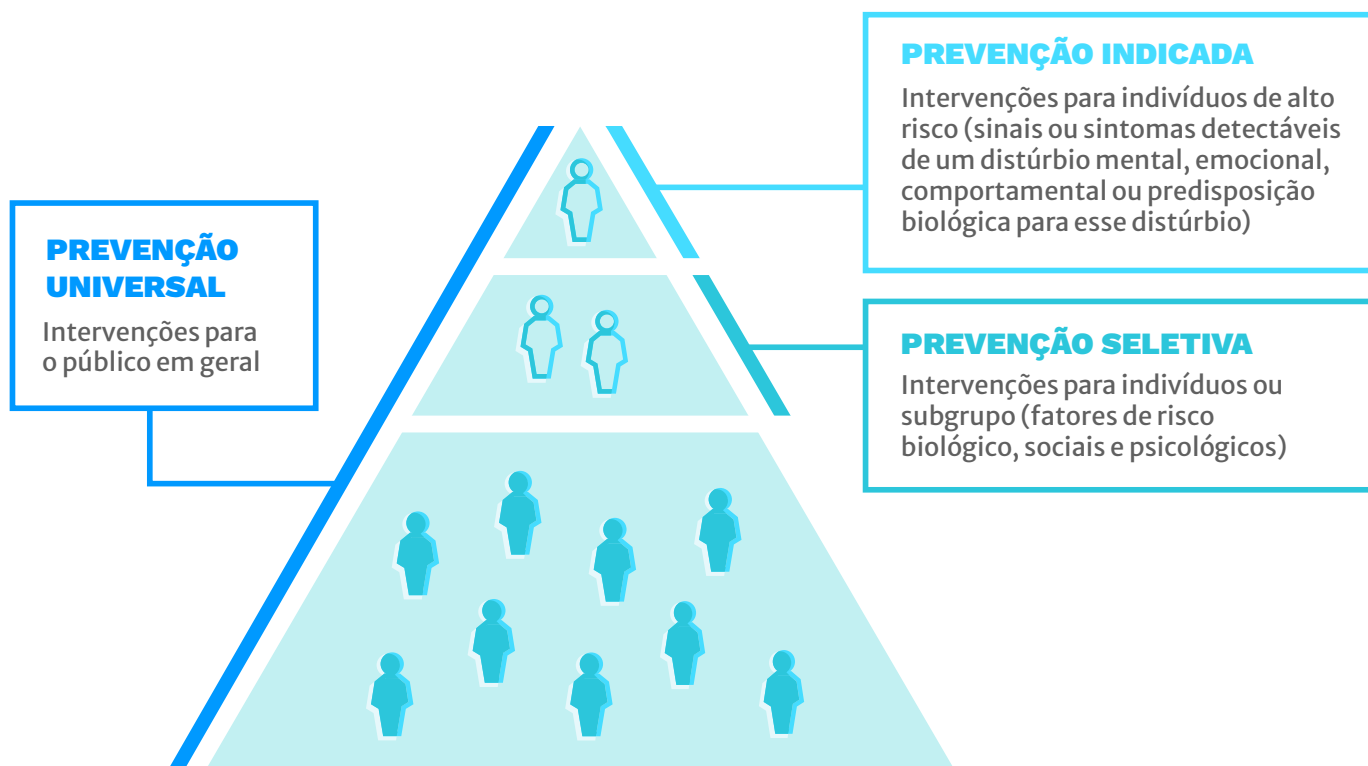 PREVENÇÃO INDICADA
Intervenções para indivíduos de alto
risco (sinais ou sintomas detectáveis
de um distúrbio mental, emocional,
comportamental ou predisposição
biológica para esse distúrbio)
PREVENÇÃO
UNIVERSAL
Intervenções para
o público em geral
PREVENÇÃO SELETIVA
Intervenções para indivíduos ou
subgrupo (fatores de risco
biológico, sociais e psicológicos)